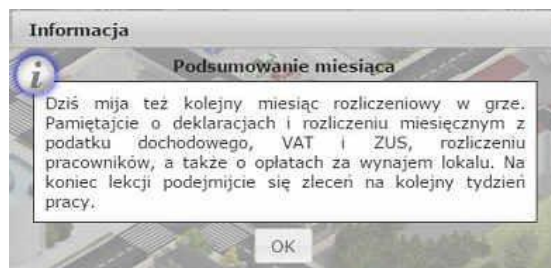 Informacja
Podsumowanie miesiąca
Dziś mija też kolejny miesiąc rozliczeniowy w grze.
Pamiętajcie o deklaracjach i rozliczeniu miesięcznym z
podatku dochodowego, VAT i ZUS, rozliczeniu
pracowników, a także o opłatach za wynajem lokalu. Na
koniec lekcji podejmijcie się zleceń na kolejny tydzień
pracy.
OK